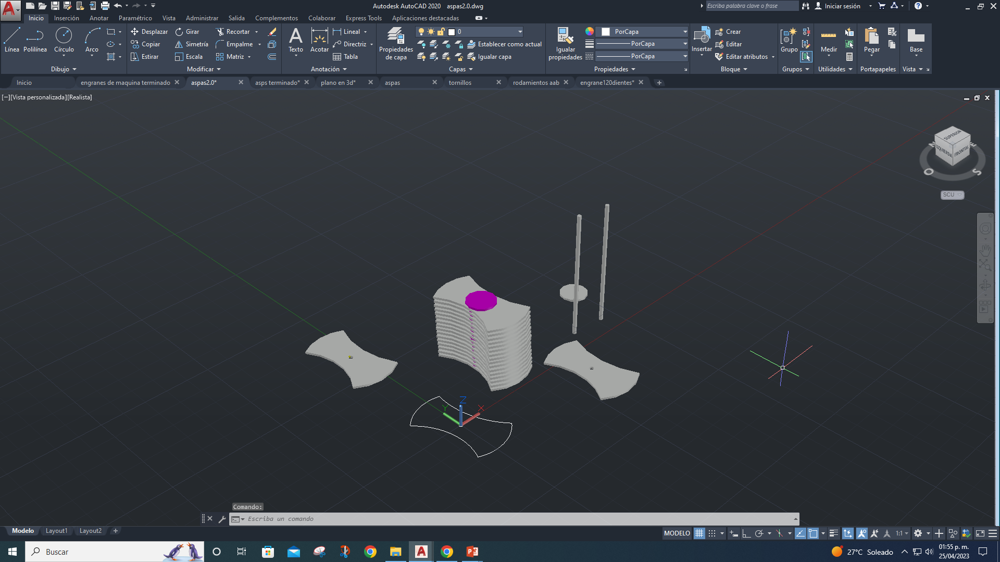 Autodesk AutoCAD 2020 aspas2.0.dwg
Escriba palabra clave o frase
Iniciar sesión
Inicio Inserción Anotar Paramétrico Vista Administrar Salida Complementos Colaborar Express Tools Aplicaciones destacadas
Línea Polilínea Círculo Arco
Dibujo
Desplazar Girar Recortar
Copiar Simetría Empalme
Estirar Escala Matriz
Modificar
Texto Acotar
Lineal
Directriz
Tabla
Anotación
Propiedades
de capa
0
Establecer como actual
Igualar capa
Capas
Igualar
propiedades
PorCapa
PorCapa
PorCapa
Propiedades
Insertar
Crear
Editar
Editar atributos
Bloque
Grupo
Grupos
Medir
Utilidades
Pegar
Portapapeles
Base
Vista
Inicio
engranes de maquina terminado
aspas2.0*
asps terminado*
plano en 3d*
aspas
tornillos
rodamientos aab
engrane120dientes*
[−][Vista personalizada][Realista]
SUPERIOR
IZQUIERDA FRONTAL
N E
O S
SCU
Z
Y X
Comando:
Escriba un comando
Modelo Layout1 Layout2
MODELO
1:1
Buscar
27°C Soleado
01:55 p. m.
25/04/2023